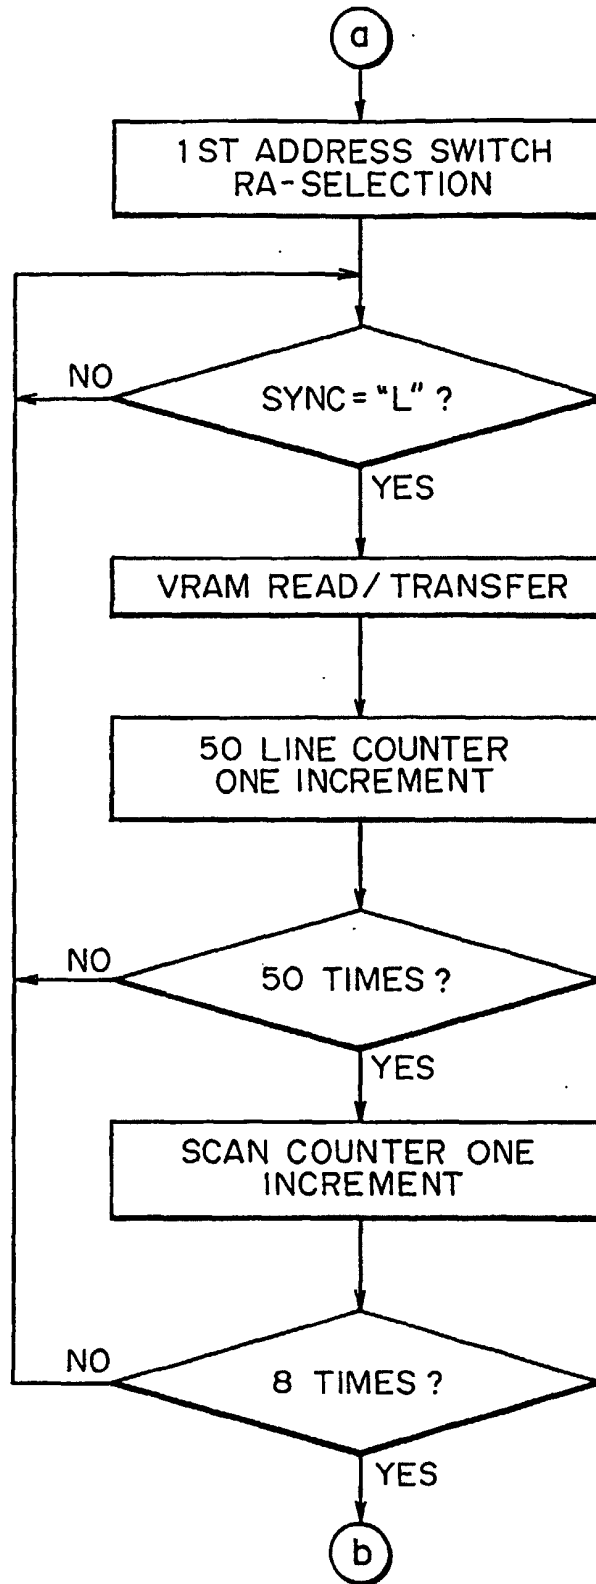 a
1ST ADDRESS SWITCH
RA-SELECTION
NO
SYNC="L"?
YES
VRAM READ/TRANSFER
50 LINE COUNTER
ONE INCREMENT
NO
50 TIMES?
YES
SCAN COUNTER ONE
INCREMENT
NO
8 TIMES?
YES
b